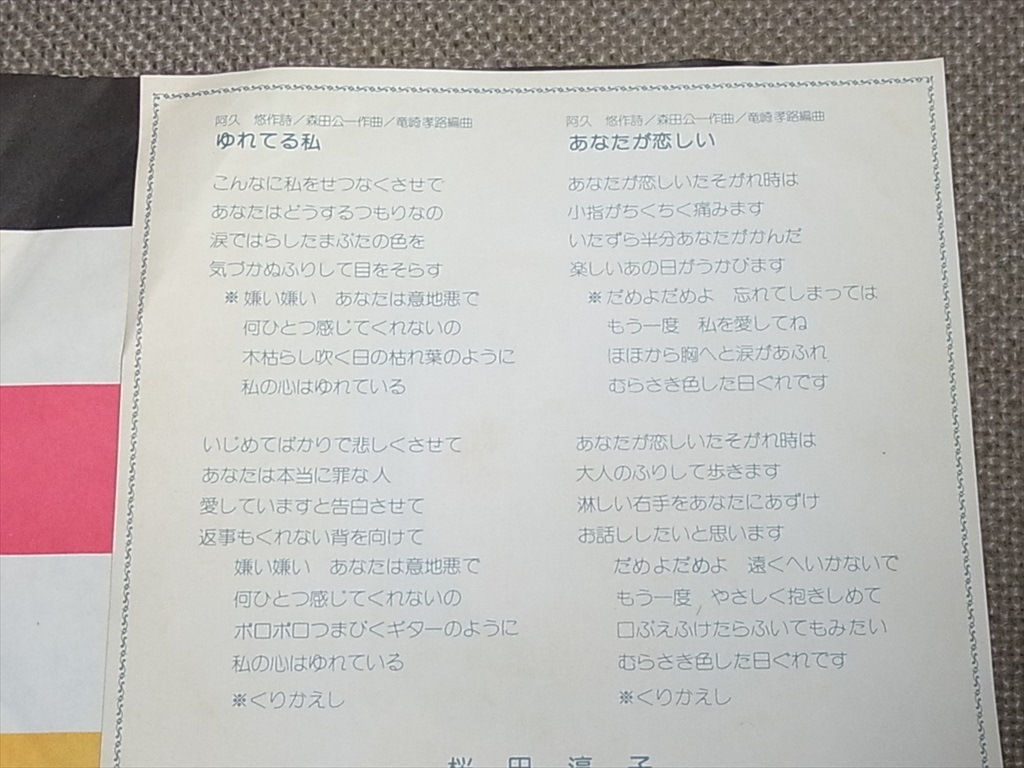 阿久　悠作詩／森田公一作曲／竜崎孝路編曲
ゆれてる私
こんなに私をせつなくさせて
あなたはどうするつもりなの
涙ではらしたまぶたの色を
気づかぬふりして目をそらす
※嫌い嫌い　あなたは意地悪で
何ひとつ感じてくれないの
木枯らし吹く日の枯れ葉のように
私の心はゆれている
いじめてばかりで悲しくさせて
あなたは本当に罪な人
愛していますと告白させて
返事もくれない背を向けて
嫌い嫌い　あなたは意地悪で
何ひとつ感じてくれないの
ポロポロつまびくギターのように
私の心はゆれている
※くりかえし
阿久　悠作詩／森田公一作曲／竜崎孝路編曲
あなたが恋しい
あなたが恋しいたそがれ時は
小指がちくちく痛みます
いたずら半分あなたがかんだ
楽しいあの日がうかびます
※だめよだめよ　忘れてしまっては
もう一度　私を愛してね
ほほから胸へと涙があふれ
むらさき色した日ぐれです
あなたが恋しいたそがれ時は
大人のふりして歩きます
淋しい右手をあなたにあずけ
お話ししたいと思います
だめよだめよ　遠くへいかないで
もう一度　やさしく抱きしめて
口ぶえふけたらふいてもみたい
むらさき色した日ぐれです
※くりかえし
桜田淳子